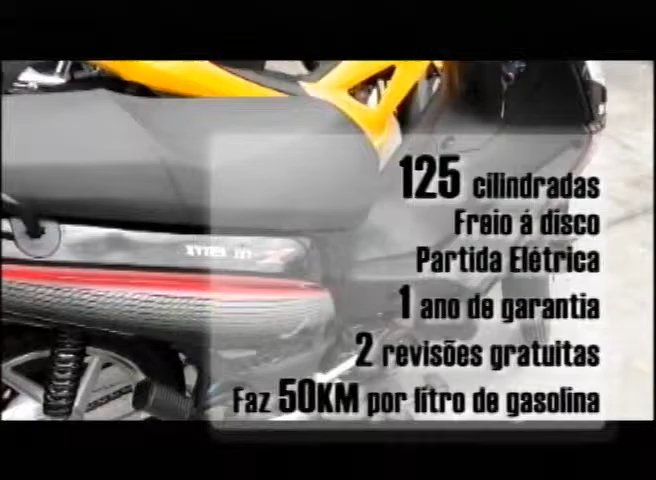 125 cilindradas
Freio á disco
Partida Elétrica
1 ano de garantia
2 revisões gratuitas
Faz 50KM por litro de gasolina